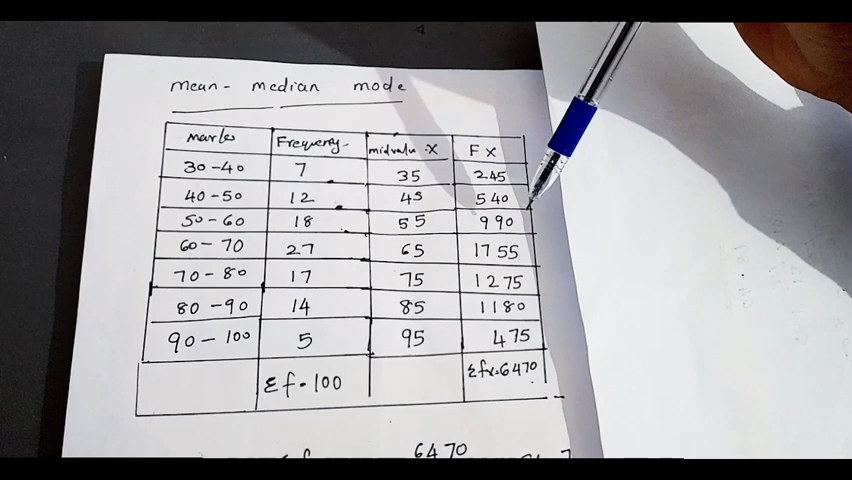 mean - median mode
marks Frequency midvalu X FX
30-40 7 35 245
40-50 12 45 540
50-60 18 55 990
60-70 27 65 1755
70-80 17 75 1275
80-90 14 85 1180
90-100 5 95 475
Σf = 100 Σfx = 6470
6470